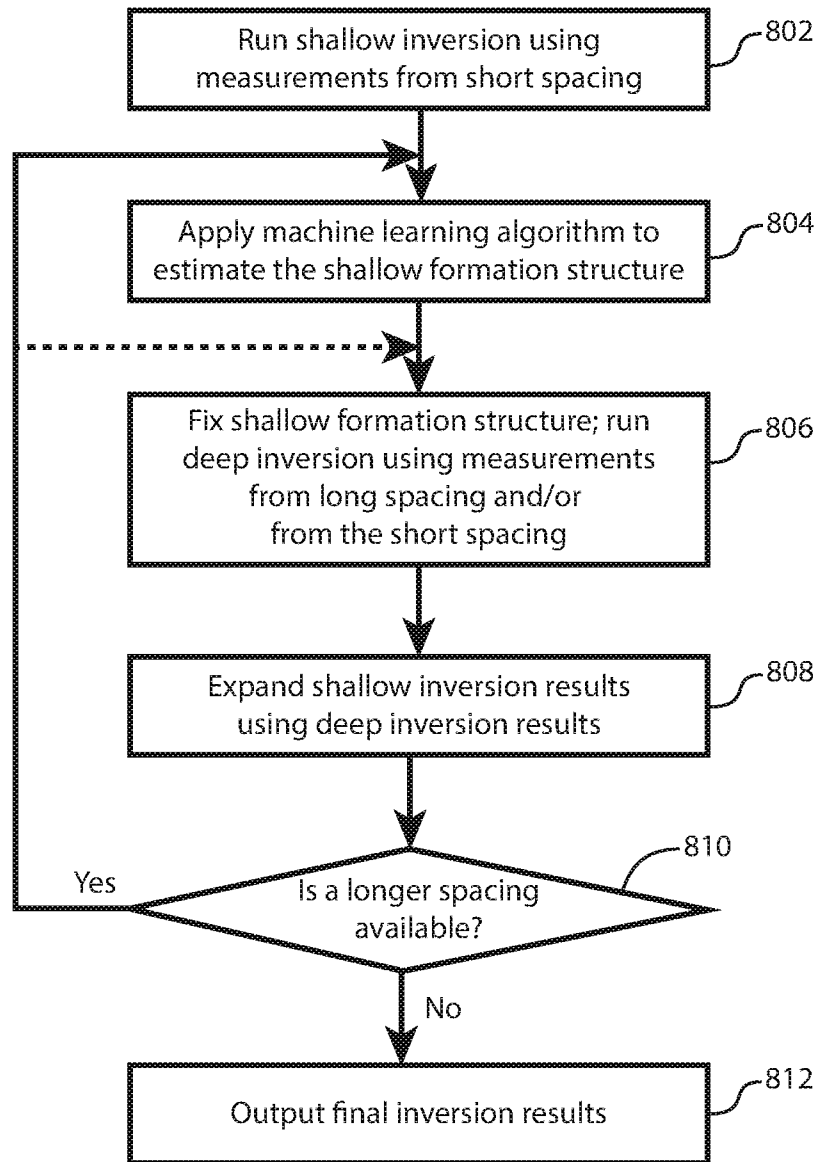 Run shallow inversion using
measurements from short spacing
802
Apply machine learning algorithm to
estimate the shallow formation structure
804
Fix shallow formation structure; run
deep inversion using measurements
from long spacing and/or
from the short spacing
806
Expand shallow inversion results
using deep inversion results
808
Is a longer spacing
available?
810
Yes
No
Output final inversion results
812